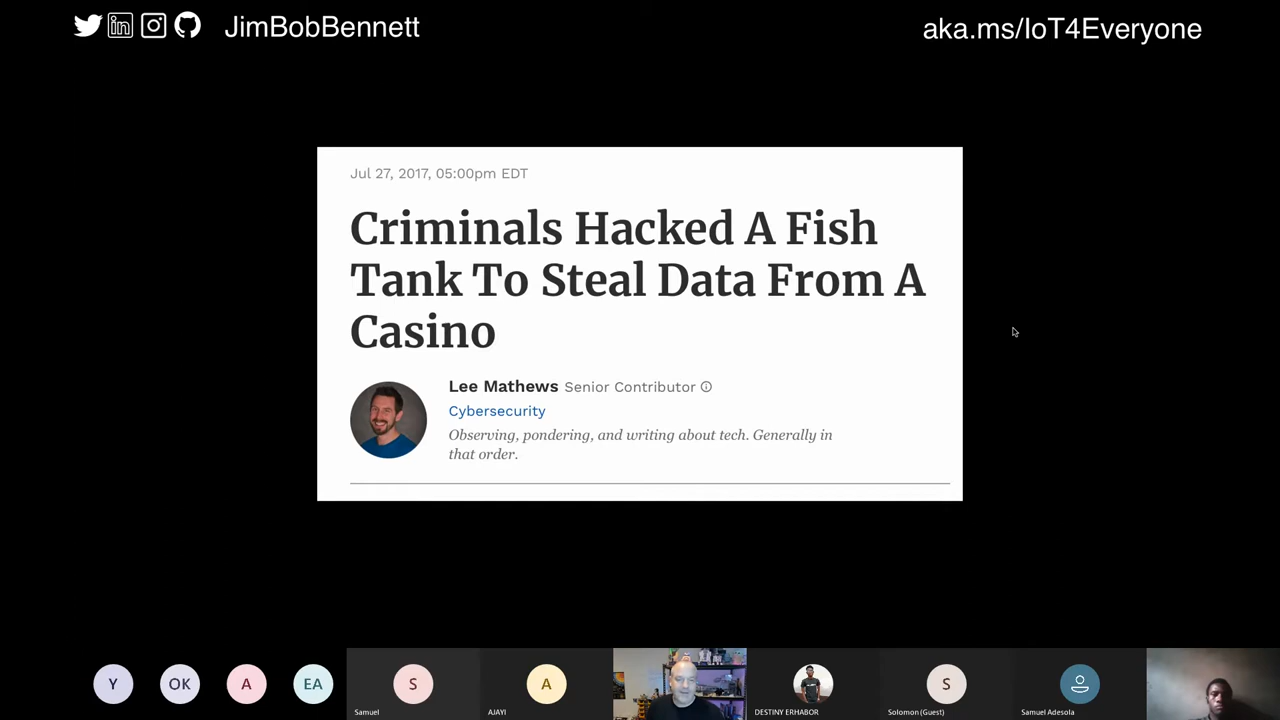 JimBobBennett
aka.ms/IoT4Everyone
Jul 27, 2017, 05:00pm EDT
Criminals Hacked A Fish
Tank To Steal Data From A
Casino
Lee Mathews Senior Contributor
Cybersecurity
Observing, pondering, and writing about tech. Generally in
that order.
Y
OK
A
EA
S
A
S
Samuel
AJAYI
DESTINY ERHABOR
Solomon (Guest)
Samuel Adesola